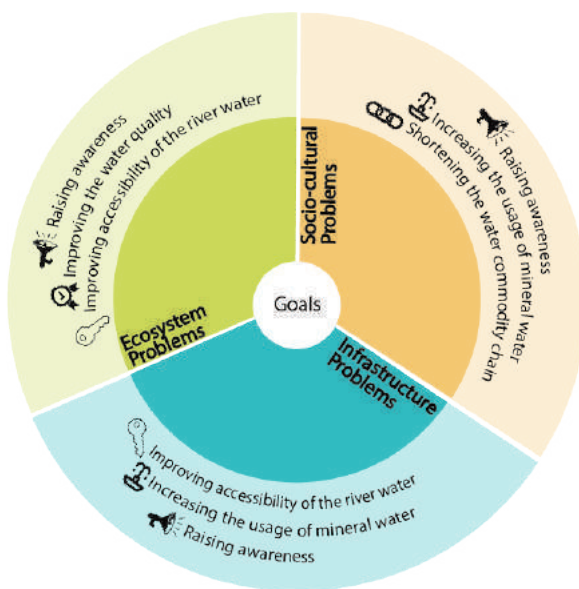 Raising awareness
Improving the water quality
Improving accessibility of the river water
Ecosystem
Problems
Raising awareness
Increasing the usage of mineral water
Shortening the water commodity chain
Socio-cultural
Problems
Goals
Infrastructure
Problems
Improving accessibility of the river water
Increasing the usage of mineral water
Raising awareness